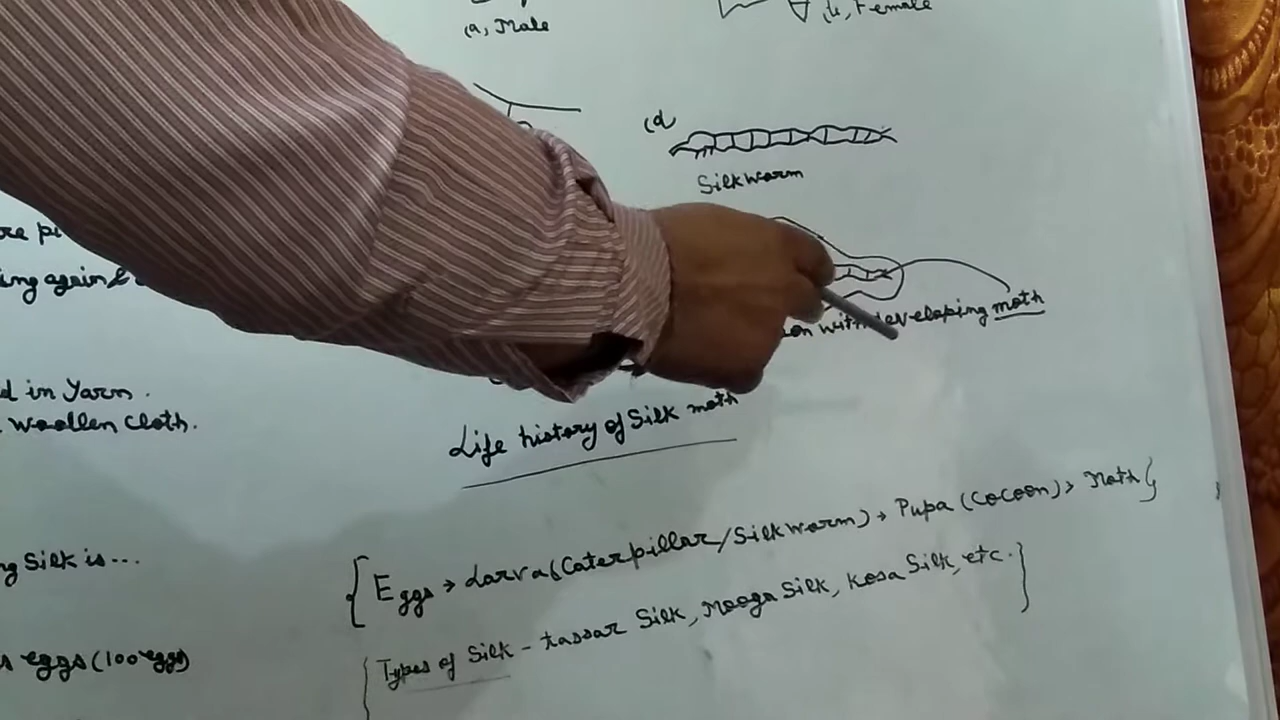 (a, Male
(b, Female
(d
Silkworm
with developing moth
ing again &
d in Yarn.
woollen cloth.
Life history of Silk moth
g Silk is...
{Eggs → Larva (Caterpillar/Silkworm) → Pupa (Cocoon) → Moth}
s eggs (100 eggs)
{Types of Silk - tassar Silk, Mooga Silk, Kosa Silk, etc.}